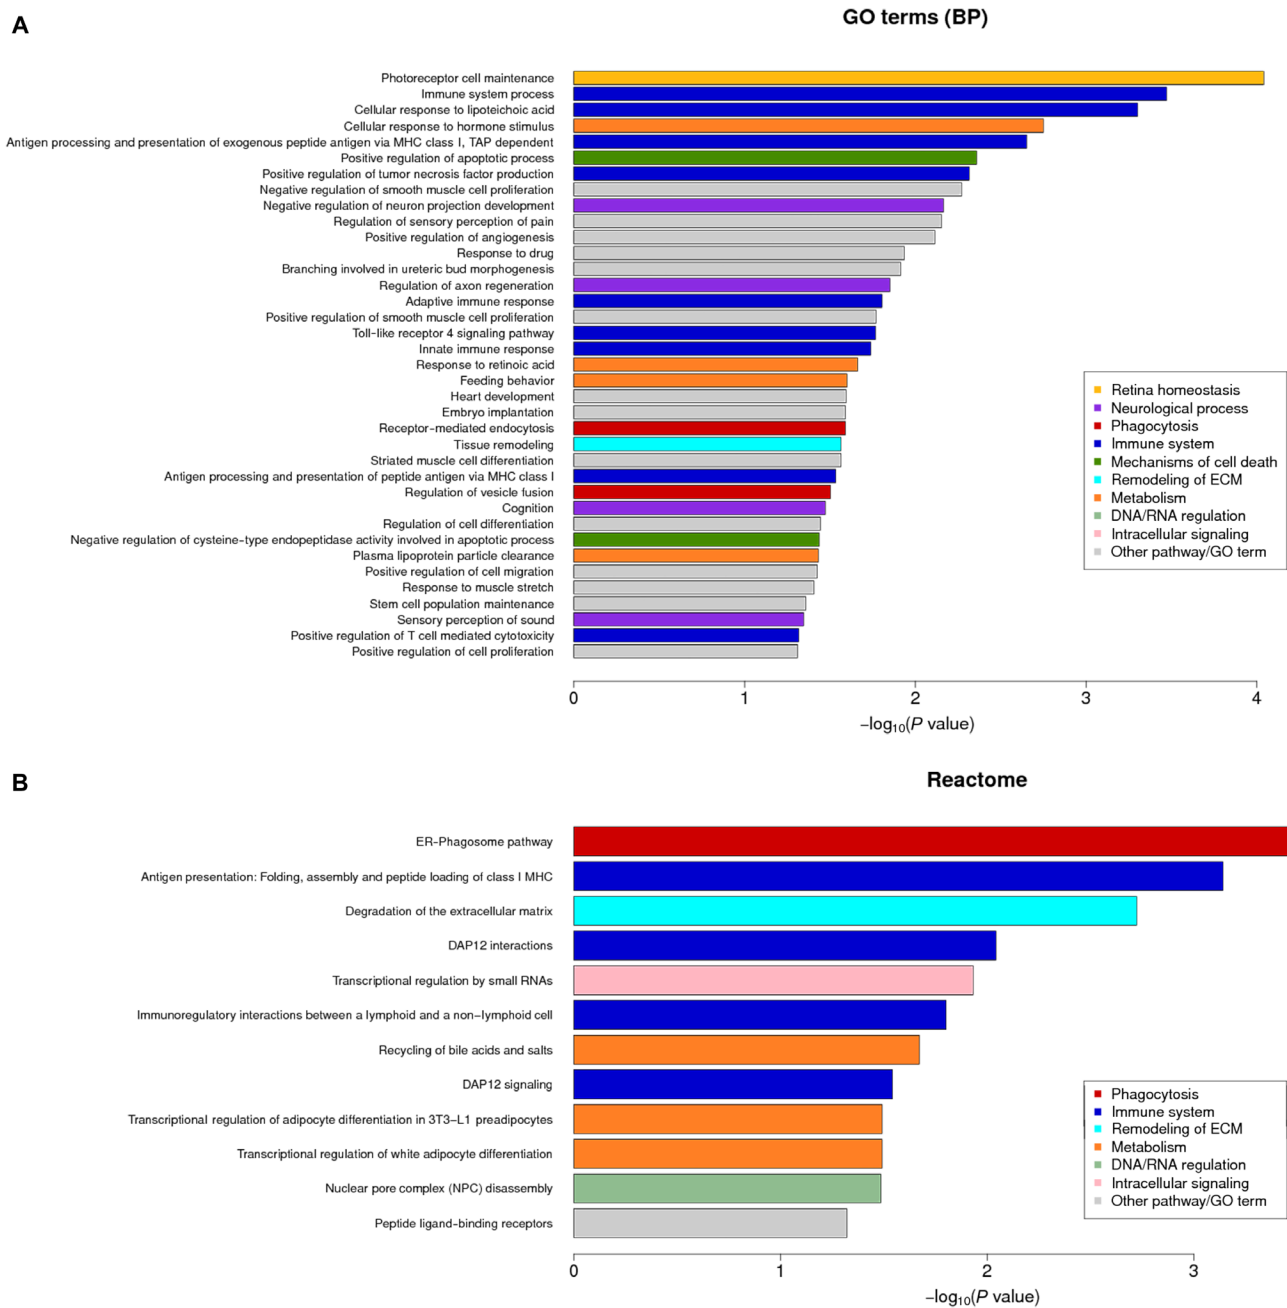 A
GO terms (BP)
Photoreceptor cell maintenance
Immune system process
Cellular response to lipoteichoic acid
Cellular response to hormone stimulus
Antigen processing and presentation of exogenous peptide antigen via MHC class I, TAP dependent
Positive regulation of apoptotic process
Positive regulation of tumor necrosis factor production
Negative regulation of smooth muscle cell proliferation
Negative regulation of neuron projection development
Regulation of sensory perception of pain
Positive regulation of angiogenesis
Response to drug
Branching involved in ureteric bud morphogenesis
Regulation of axon regeneration
Adaptive immune response
Positive regulation of smooth muscle cell proliferation
Toll−like receptor 4 signaling pathway
Innate immune response
Response to retinoic acid
Feeding behavior
Heart development
Embryo implantation
Receptor−mediated endocytosis
Tissue remodeling
Striated muscle cell differentiation
Antigen processing and presentation of peptide antigen via MHC class I
Regulation of vesicle fusion
Cognition
Regulation of cell differentiation
Negative regulation of cysteine−type endopeptidase activity involved in apoptotic process
Plasma lipoprotein particle clearance
Positive regulation of cell migration
Response to muscle stretch
Stem cell population maintenance
Sensory perception of sound
Positive regulation of T cell mediated cytotoxicity
Positive regulation of cell proliferation
Retina homeostasis
Neurological process
Phagocytosis
Immune system
Mechanisms of cell death
Remodeling of ECM
Metabolism
DNA/RNA regulation
Intracellular signaling
Other pathway/GO term
0 1 2 3 4
−log10(P value)
B
Reactome
ER−Phagosome pathway
Antigen presentation: Folding, assembly and peptide loading of class I MHC
Degradation of the extracellular matrix
DAP12 interactions
Transcriptional regulation by small RNAs
Immunoregulatory interactions between a lymphoid and a non−lymphoid cell
Recycling of bile acids and salts
DAP12 signaling
Transcriptional regulation of adipocyte differentiation in 3T3−L1 preadipocytes
Transcriptional regulation of white adipocyte differentiation
Nuclear pore complex (NPC) disassembly
Peptide ligand−binding receptors
Phagocytosis
Immune system
Remodeling of ECM
Metabolism
DNA/RNA regulation
Intracellular signaling
Other pathway/GO term
0 1 2 3
−log10(P value)